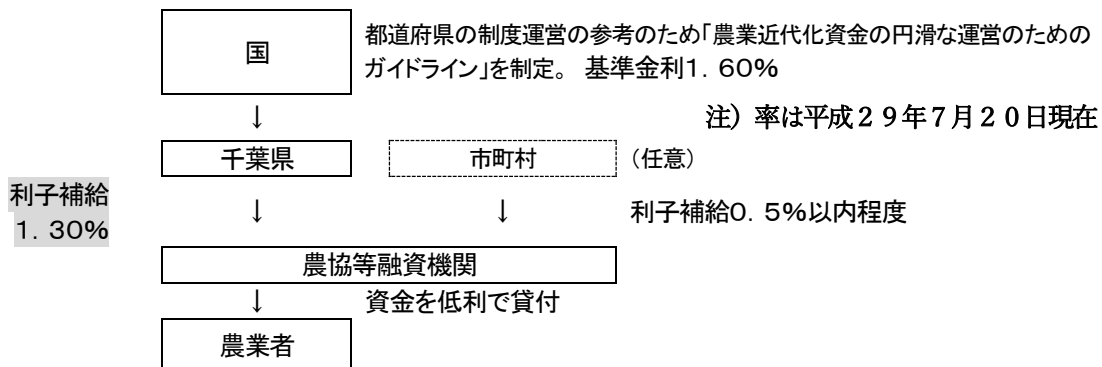 国
都道府県の制度運営の参考のため「農業近代化資金の円滑な運営のための
ガイドライン」を制定。 基準金利1.60%
↓
注）率は平成29年7月20日現在
千葉県
市町村
（任意）
利子補給
1.30%
↓
↓
利子補給0.5%以内程度
農協等融資機関
↓
資金を低利で貸付
農業者